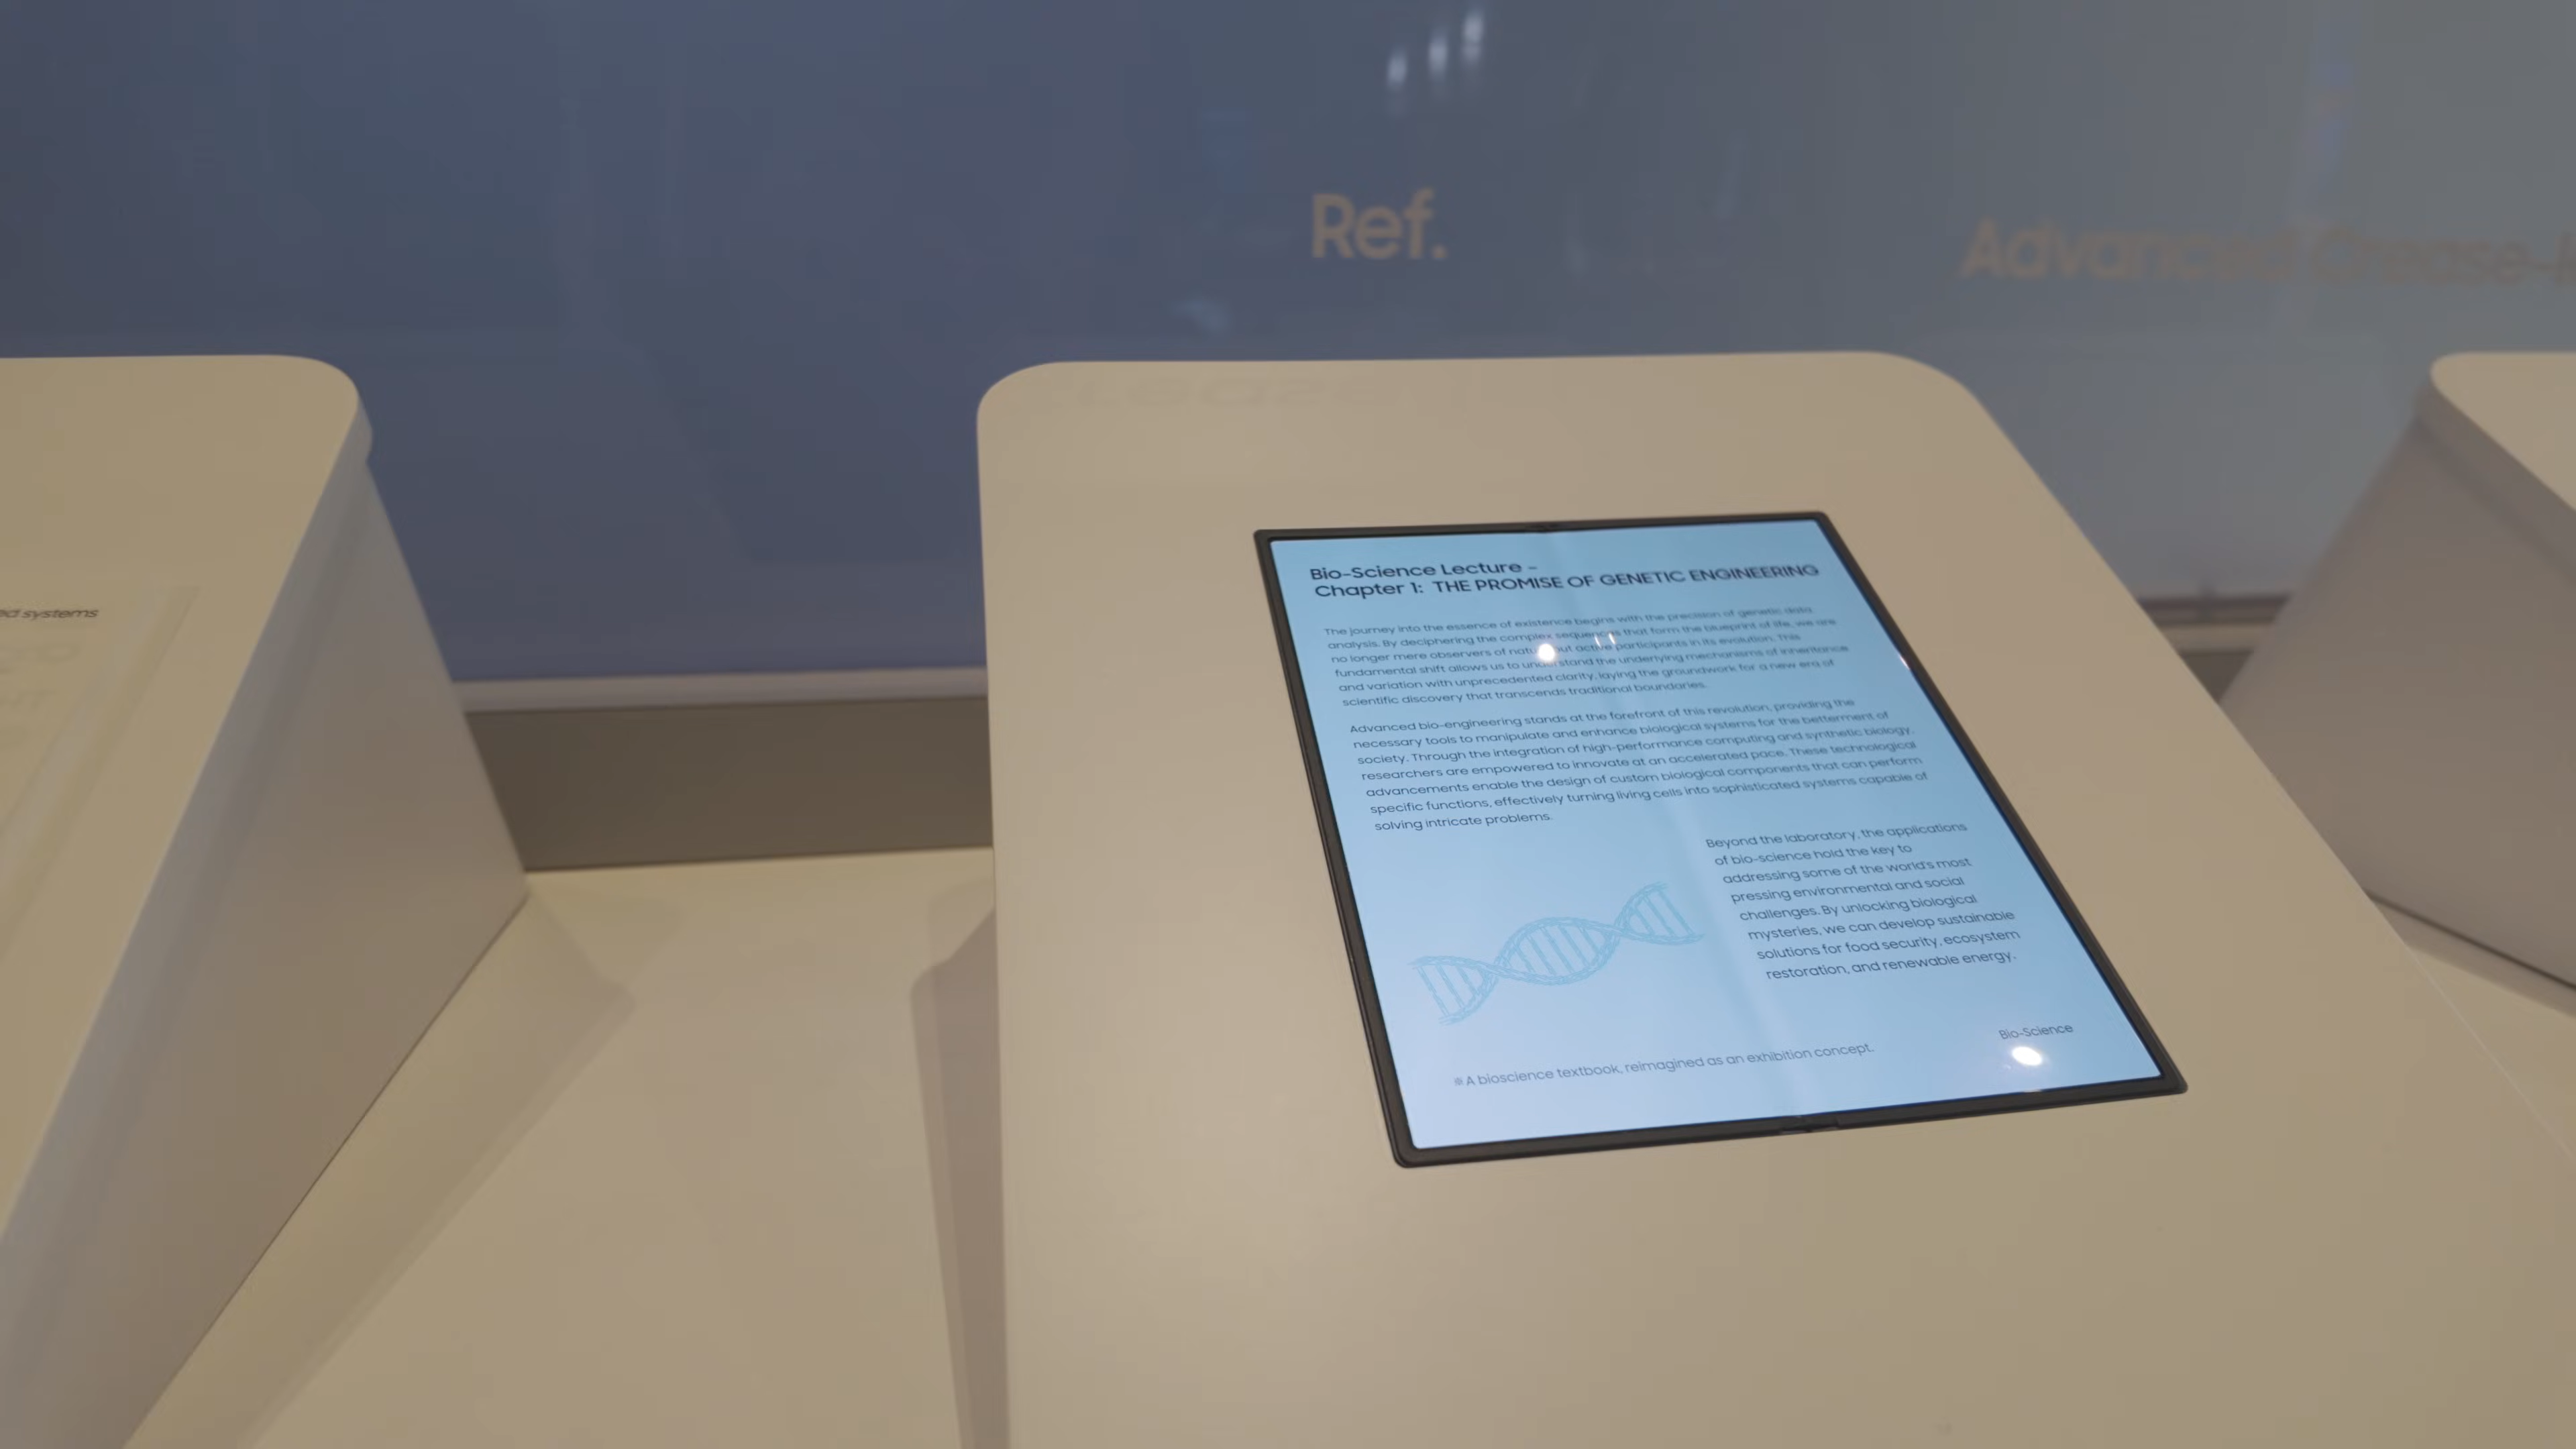 Ref.
Advanced Crease-
ed systems
Bio-Science Lecture –
Chapter 1: THE PROMISE OF GENETIC ENGINEERING
The journey into the essence of existence begins with the precision of genetic data
analysis. By deciphering the complex sequences that form the blueprint of life, we are
no longer mere observers of nature but active participants in its evolution. This
fundamental shift allows us to understand the underlying mechanisms of inheritance
and variation with unprecedented clarity, laying the groundwork for a new era of
scientific discovery that transcends traditional boundaries.
Advanced bio-engineering stands at the forefront of this revolution, providing the
necessary tools to manipulate and enhance biological systems for the betterment of
society. Through the integration of high-performance computing and synthetic biology,
researchers are empowered to innovate at an accelerated pace. These technological
advancements enable the design of custom biological components that can perform
specific functions, effectively turning living cells into sophisticated systems capable of
solving intricate problems.
Beyond the laboratory, the applications
of bio-science hold the key to
addressing some of the world's most
pressing environmental and social
challenges. By unlocking biological
mysteries, we can develop sustainable
solutions for food security, ecosystem
restoration, and renewable energy.
Bio-Science
※A bioscience textbook, reimagined as an exhibition concept.